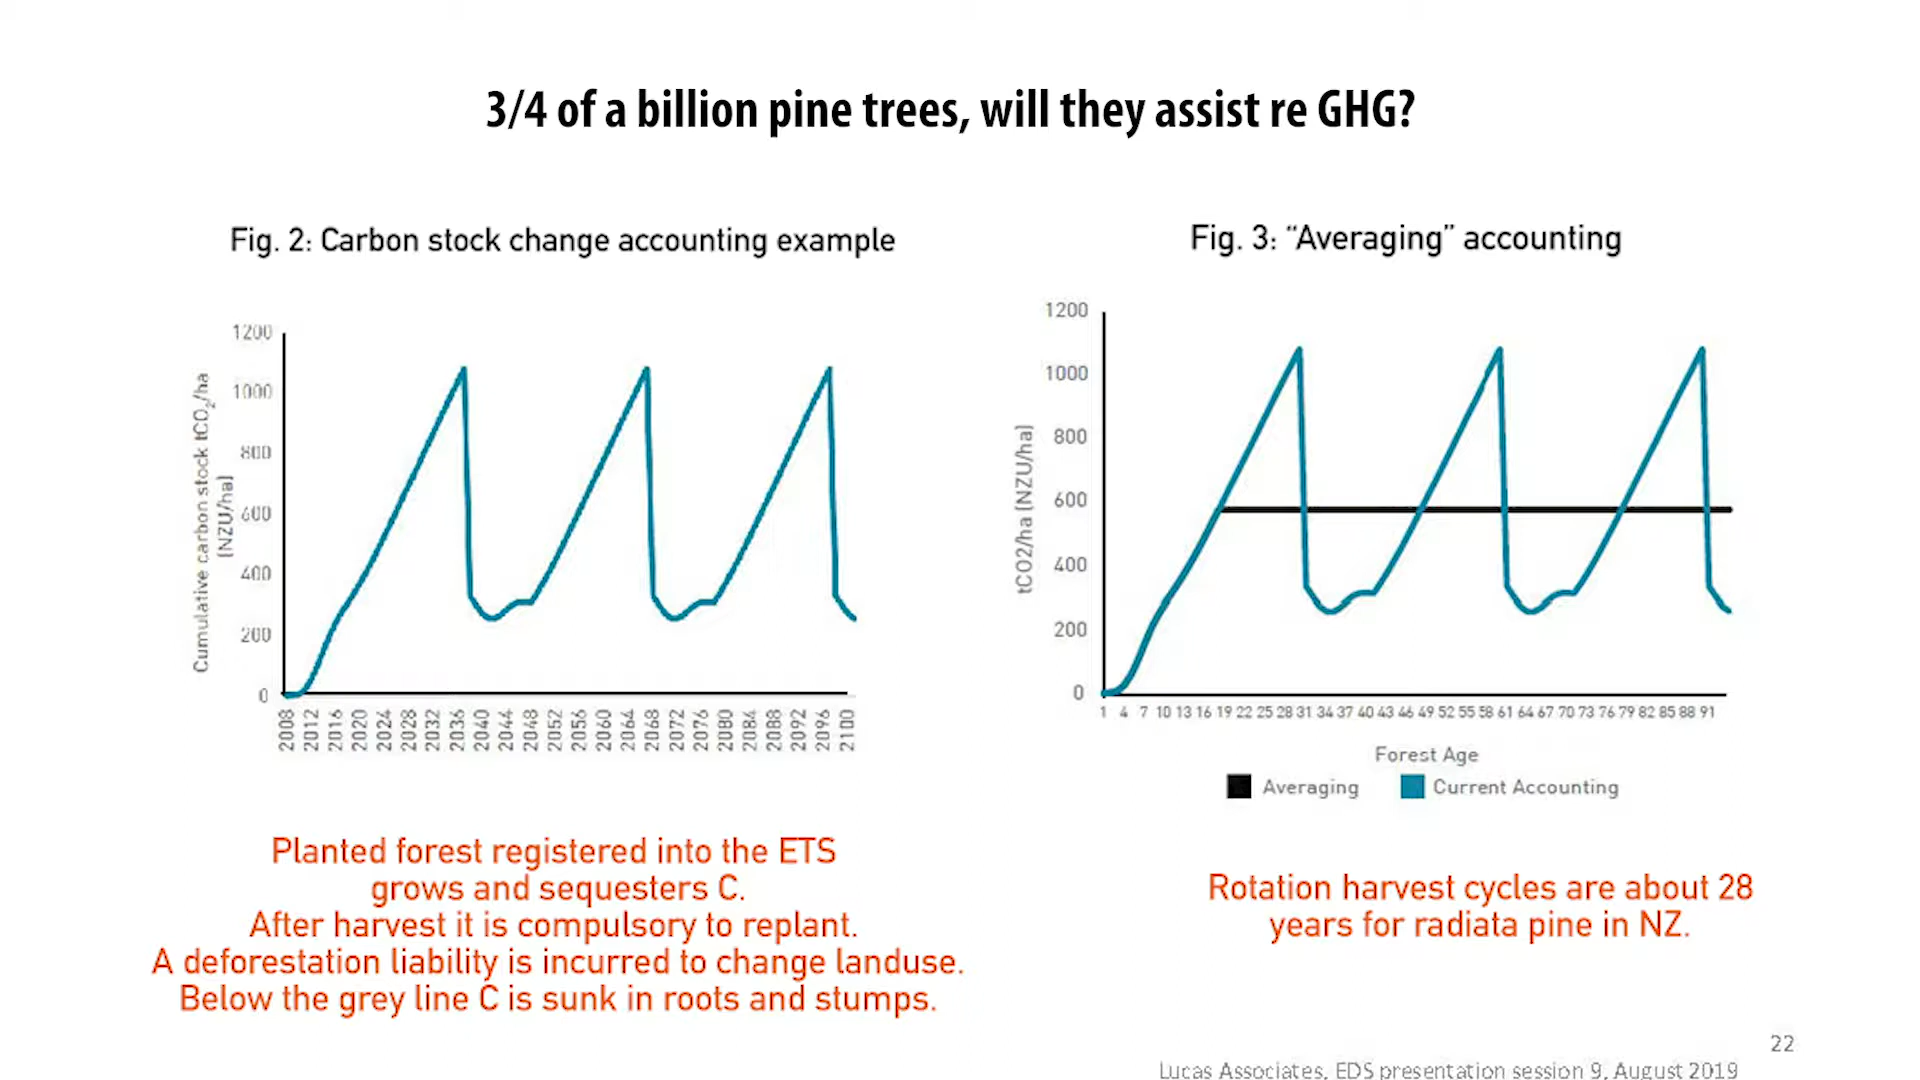 3/4 of a billion pine trees, will they assist re GHG?
Fig. 2: Carbon stock change accounting example
Cumulative carbon stock tCO2/ha
(NZU/ha)
1200
1000
800
600
400
200
0
2008 2012 2016 2020 2024 2028 2032 2036 2040 2044 2048 2052 2056 2060 2064 2068 2072 2076 2080 2084 2088 2092 2096 2100
Planted forest registered into the ETS
grows and sequesters C.
After harvest it is compulsory to replant.
A deforestation liability is incurred to change landuse.
Below the grey line C is sunk in roots and stumps.
Fig. 3: “Averaging” accounting
tCO2/ha (NZU/ha)
1200
1000
800
600
400
200
0
1 4 7 10 13 16 19 22 25 28 31 34 37 40 43 46 49 52 55 58 61 64 67 70 73 76 79 82 85 88 91
Forest Age
Averaging Current Accounting
Rotation harvest cycles are about 28
years for radiata pine in NZ.
22
Lucas Associates, EDS presentation session 9, August 2019